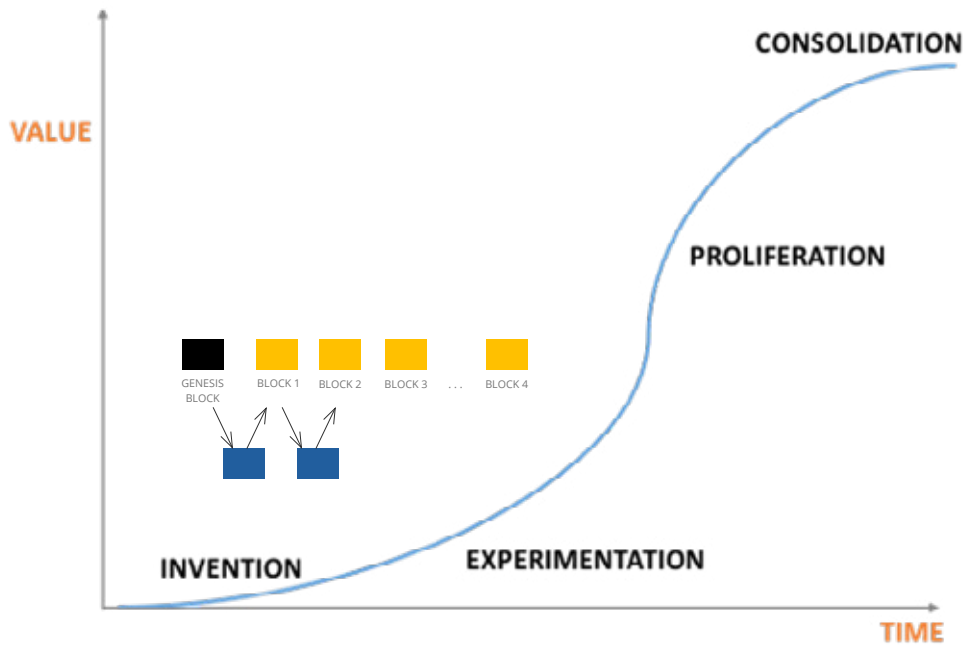 CONSOLIDATION
VALUE
PROLIFERATION
GENESIS
BLOCK
BLOCK 1
BLOCK 2
BLOCK 3
...
BLOCK 4
INVENTION
EXPERIMENTATION
TIME